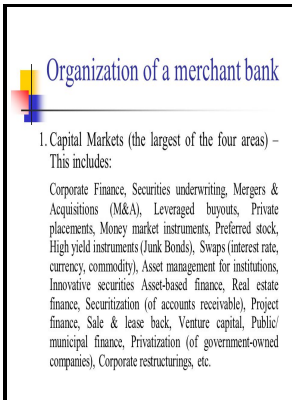 Organization of a merchant bank
1. Capital Markets (the largest of the four areas) –
This includes:
Corporate Finance, Securities underwriting, Mergers &
Acquisitions (M&A), Leveraged buyouts, Private
placements, Money market instruments, Preferred stock,
High yield instruments (Junk Bonds), Swaps (interest rate,
currency, commodity), Asset management for institutions,
Innovative securities Asset-based finance, Real estate
finance, Securitization (of accounts receivable), Project
finance, Sale & lease back, Venture capital, Public/
municipal finance, Privatization (of government-owned
companies), Corporate restructurings, etc.